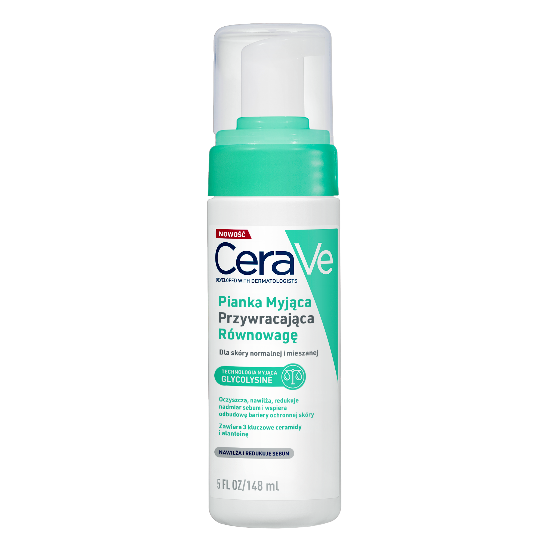 NOWOŚĆ
CeraVe
DEVELOPED WITH DERMATOLOGISTS
Pianka Myjąca
Przywracająca
Równowagę
Dla skóry normalnej i mieszanej
TECHNOLOGIA MYJĄCA
GLYCOLYSINE
Oczyszcza, nawilża, redukuje
nadmiar sebum i wspiera
odbudowę bariery ochronnej skóry
Zawiera 3 kluczowe ceramidy
i alantoinę
NAWILŻA I REDUKUJE SEBUM
5 FL OZ/148 ml